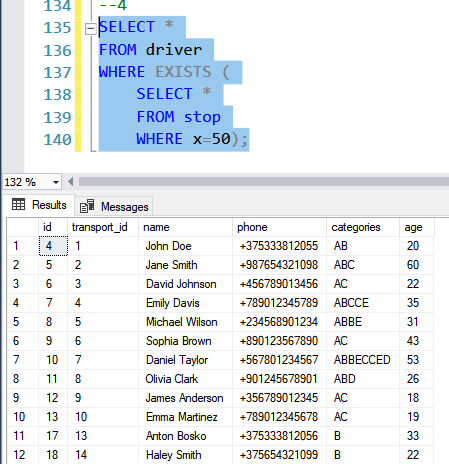 134 --4
135 SELECT *
136 FROM driver
137 WHERE EXISTS (
138 SELECT *
139 FROM stop
140 WHERE x=50);
132 %
Results Messages
id transport_id name phone categories age
1 4 1 John Doe +375333812055 AB 20
2 5 2 Jane Smith +987654321098 ABC 60
3 6 3 David Johnson +456789013456 AC 22
4 7 4 Emily Davis +789012345789 ABCCE 35
5 8 5 Michael Wilson +234568901234 ABBE 31
6 9 6 Sophia Brown +890123567890 AC 43
7 10 7 Daniel Taylor +567801234567 ABBECCED 53
8 11 8 Olivia Clark +901245678901 ABD 26
9 12 9 James Anderson +356789012345 AC 18
10 13 10 Emma Martinez +789012345678 AC 19
11 17 13 Anton Bosko +375333812056 B 33
12 18 14 Haley Smith +375654321099 B 22